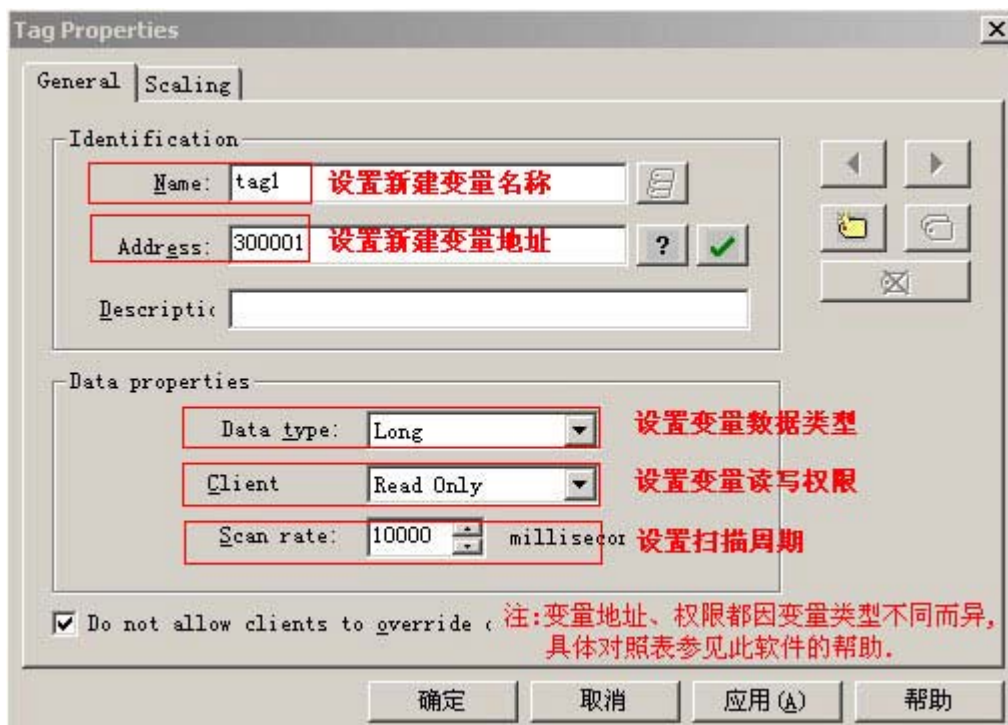 Tag Properties
General Scaling
Identification
Name: tag1 设置新建变量名称
Address: 300001 设置新建变量地址 ?
Descriptic
Data properties
Data type: Long 设置变量数据类型
Client Read Only 设置变量读写权限
Scan rate: 10000 millisecor 设置扫描周期
Do not allow clients to override c 注:变量地址、权限都因变量类型不同而异,
具体对照表参见此软件的帮助.
确定 取消 应用(A) 帮助